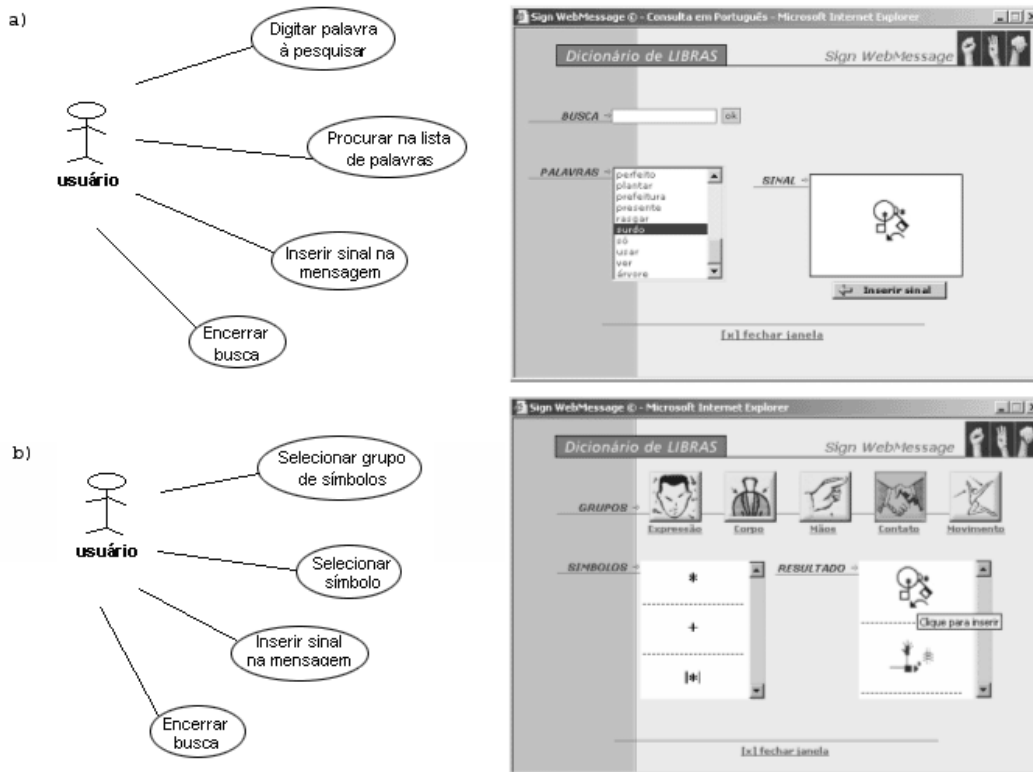 a)
Digitar palavra
à pesquisar
Procurar na lista
de palavras
usuário
Inserir sinal na
mensagem
Encerrar
busca
Sign WebMessage © - Consulta em Português - Microsoft Internet Explorer
Dicionário de LIBRAS
Sign WebMessage
BUSCA
ok
PALAVRAS
perfeito
plantar
prefeitura
presente
rasgar
surdo
só
usar
ver
árvore
SINAL
Inserir sinal
[x] fechar janela
b)
Selecionar grupo
de símbolos
usuário
Selecionar
símbolo
Inserir sinal
na mensagem
Encerrar
busca
Sign WebMessage © - Microsoft Internet Explorer
Dicionário de LIBRAS
Sign WebMessage
GRUPOS
Expressão
Corpo
Mãos
Contato
Movimento
SIMBOLOS
*
+
|*|
RESULTADO
Clique para inserir
[x] fechar janela